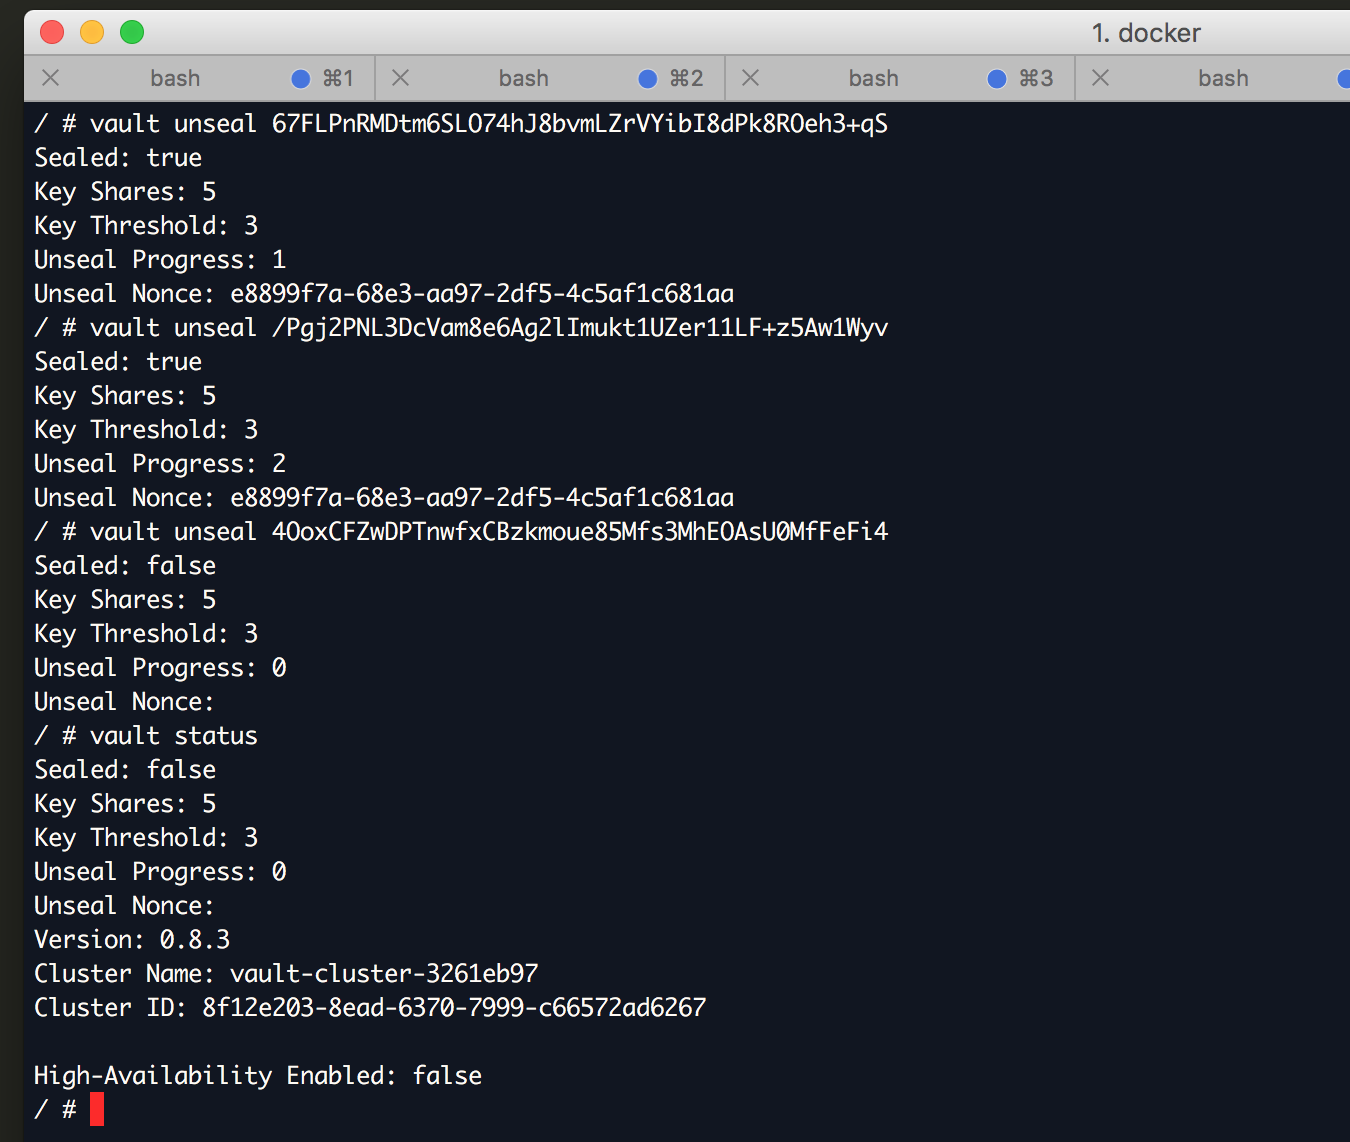 1. docker
bash ⌘1 bash ⌘2 bash ⌘3 bash
/ # vault unseal 67FLPnRMDtm6SLO74hJ8bvmLZrVYibI8dPk8ROeh3+qS
Sealed: true
Key Shares: 5
Key Threshold: 3
Unseal Progress: 1
Unseal Nonce: e8899f7a-68e3-aa97-2df5-4c5af1c681aa
/ # vault unseal /Pgj2PNL3DcVam8e6Ag2lImukt1UZer11LF+z5Aw1Wyv
Sealed: true
Key Shares: 5
Key Threshold: 3
Unseal Progress: 2
Unseal Nonce: e8899f7a-68e3-aa97-2df5-4c5af1c681aa
/ # vault unseal 4OoxCFZwDPTnwfxCBzkmoue85Mfs3MhEOAsU0MfFeFi4
Sealed: false
Key Shares: 5
Key Threshold: 3
Unseal Progress: 0
Unseal Nonce:
/ # vault status
Sealed: false
Key Shares: 5
Key Threshold: 3
Unseal Progress: 0
Unseal Nonce:
Version: 0.8.3
Cluster Name: vault-cluster-3261eb97
Cluster ID: 8f12e203-8ead-6370-7999-c66572ad6267
High-Availability Enabled: false
/ #